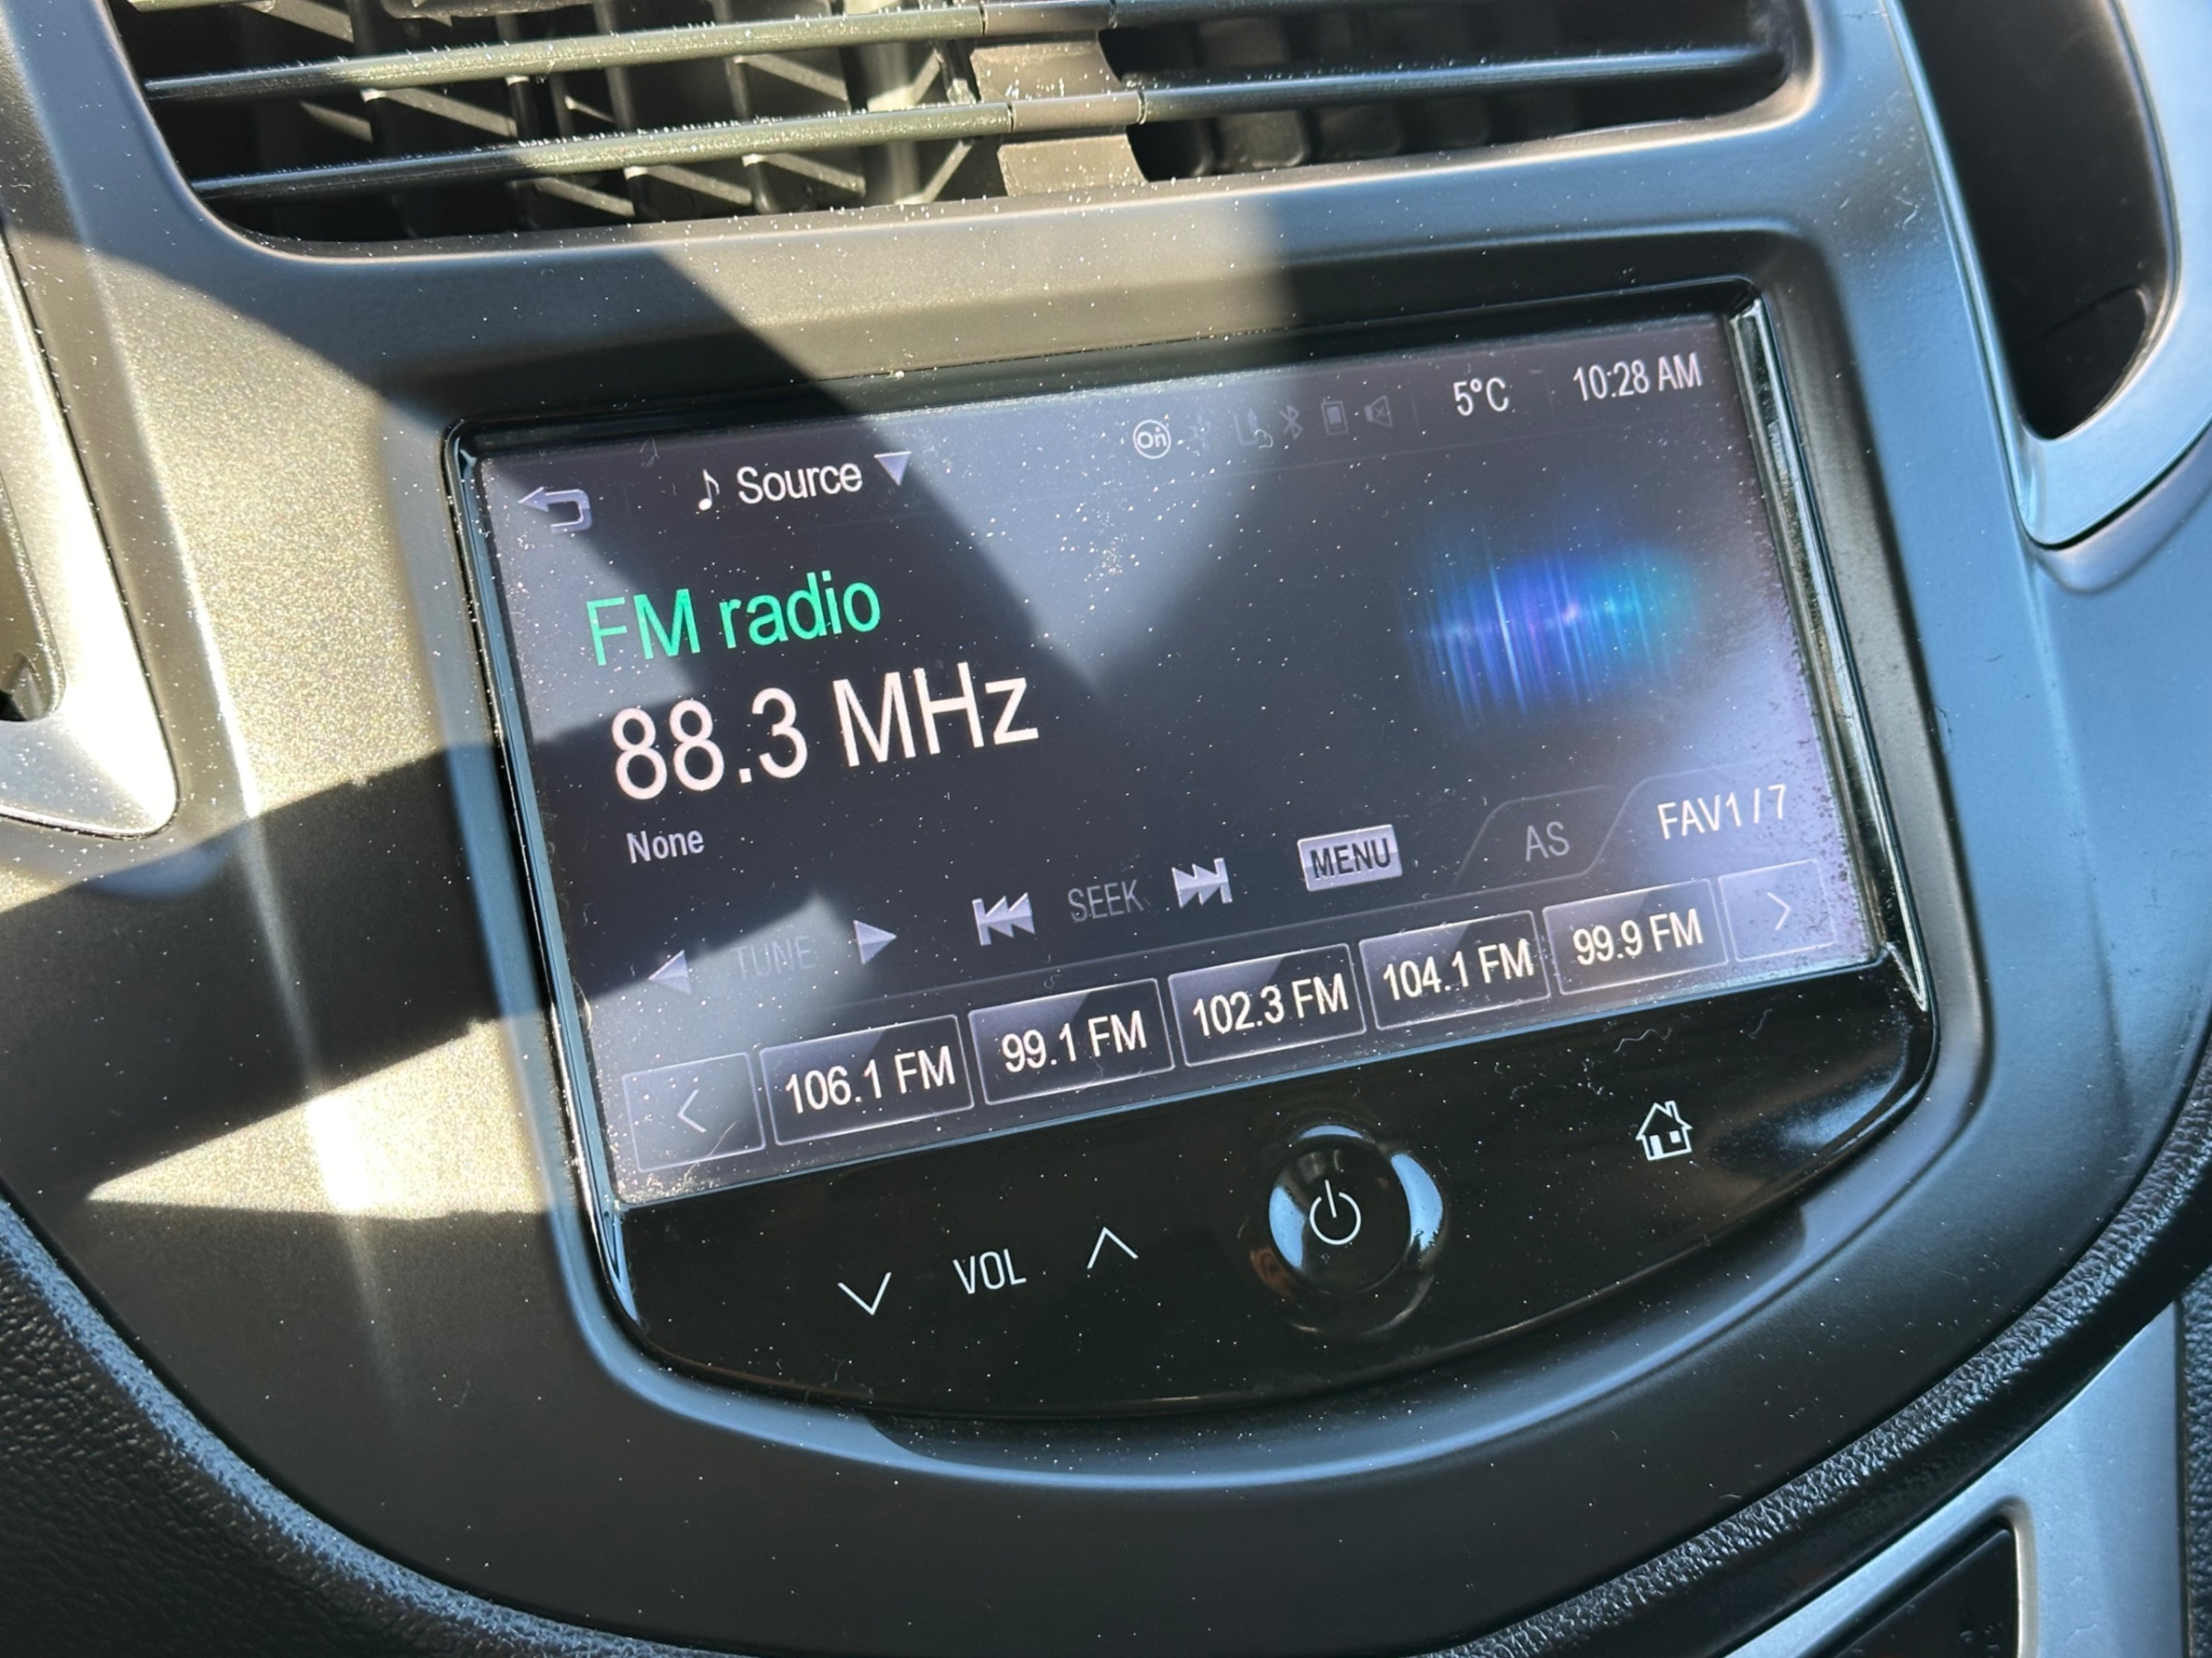 On 5°C 10:28 AM
Source
FM radio
88.3 MHz
None
TUNE SEEK MENU AS FAV1 / 7
106.1 FM 99.1 FM 102.3 FM 104.1 FM 99.9 FM
VOL